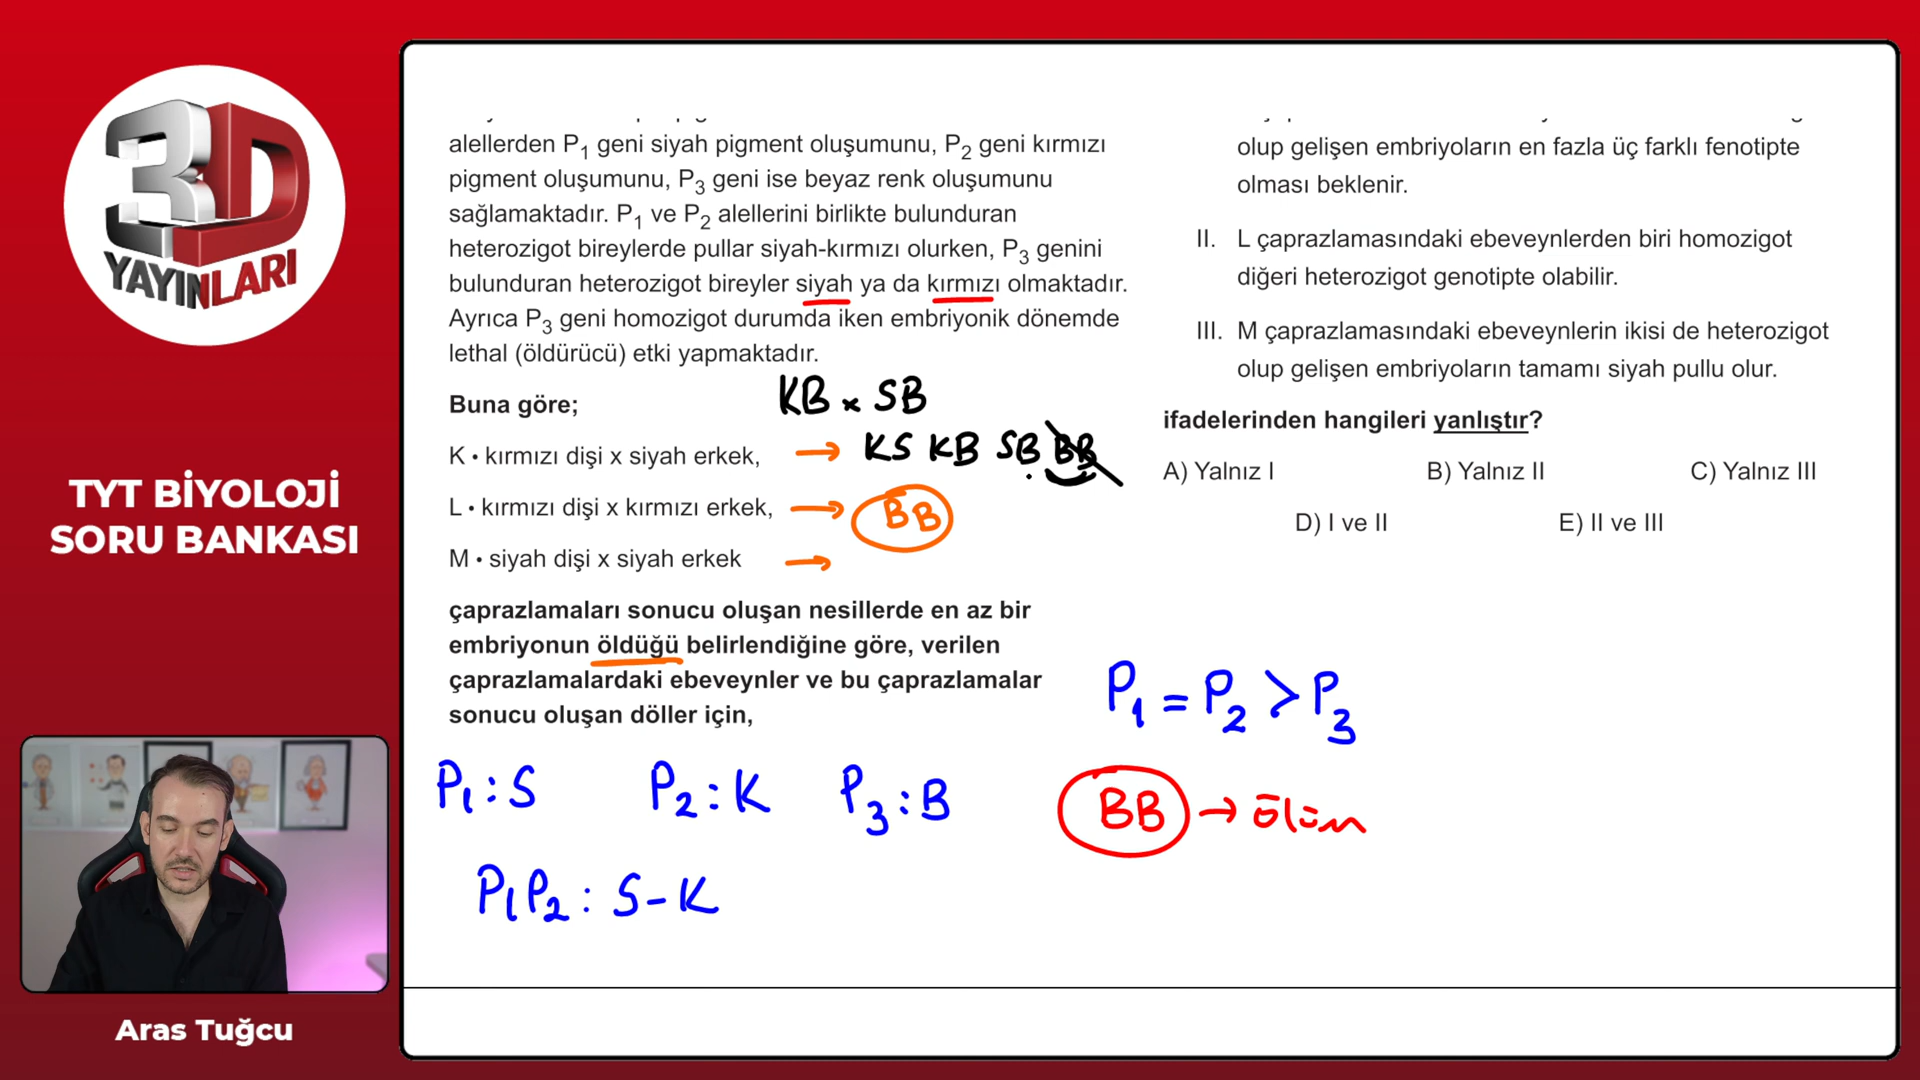 3D
YAYINLARI
TYT BİYOLOJİ
SORU BANKASI
Aras Tuğcu
alellerden P1 geni siyah pigment oluşumunu, P2 geni kırmızı
pigment oluşumunu, P3 geni ise beyaz renk oluşumunu
sağlamaktadır. P1 ve P2 alellerini birlikte bulunduran
heterozigot bireylerde pullar siyah-kırmızı olurken, P3 genini
bulunduran heterozigot bireyler siyah ya da kırmızı olmaktadır.
Ayrıca P3 geni homozigot durumda iken embriyonik dönemde
lethal (öldürücü) etki yapmaktadır.
KB x SB
Buna göre;
K • kırmızı dişi x siyah erkek, → KS KB SB BB
L • kırmızı dişi x kırmızı erkek, → BB
M • siyah dişi x siyah erkek →
çaprazlamaları sonucu oluşan nesillerde en az bir
embriyonun öldüğü belirlendiğine göre, verilen
çaprazlamalardaki ebeveynler ve bu çaprazlamalar
sonucu oluşan döller için,
P1 : S P2 : K P3 : B
P1P2 : S-K
olup gelişen embriyoların en fazla üç farklı fenotipte
olması beklenir.
II. L çaprazlamasındaki ebeveynlerden biri homozigot
diğeri heterozigot genotipte olabilir.
III. M çaprazlamasındaki ebeveynlerin ikisi de heterozigot
olup gelişen embriyoların tamamı siyah pullu olur.
ifadelerinden hangileri yanlıştır?
A) Yalnız I B) Yalnız II C) Yalnız III
D) I ve II E) II ve III
P1 = P2 > P3
BB → ölüm